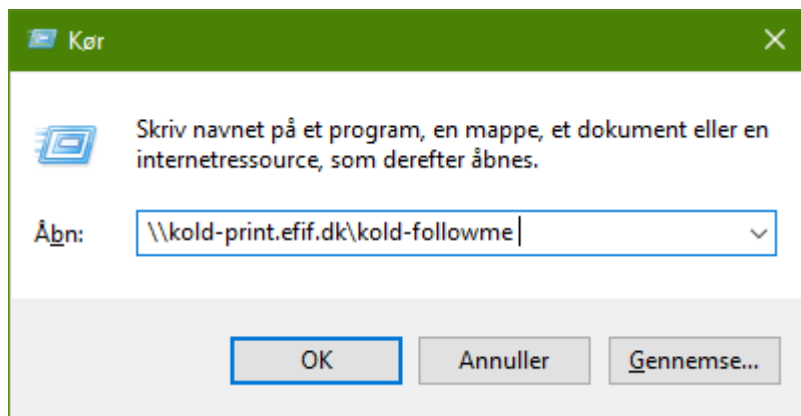 Kør
Skriv navnet på et program, en mappe, et dokument eller en
internetressource, som derefter åbnes.
Åbn: \\kold-print.efif.dk\kold-followme
OK Annuller Gennemse...